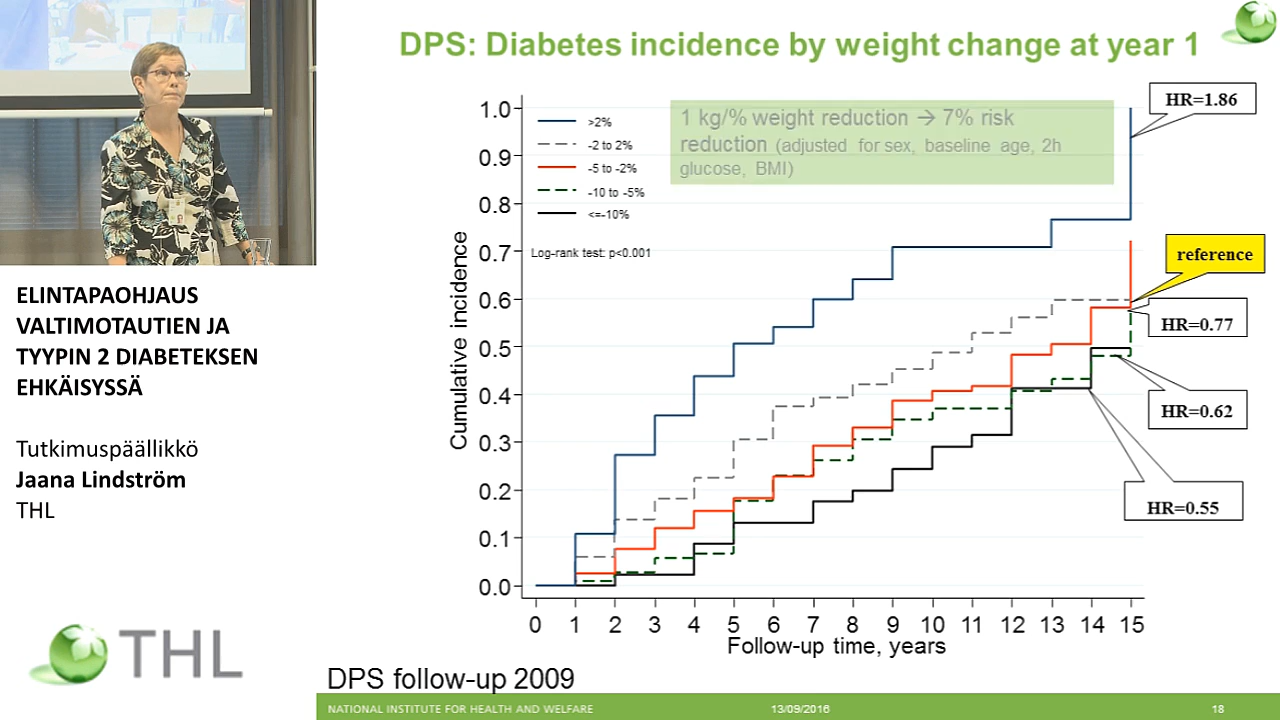 DPS: Diabetes incidence by weight change at year 1
1 kg/% weight reduction → 7% risk
reduction (adjusted for sex, baseline age, 2h
glucose, BMI)
>2%
-2 to 2%
-5 to -2%
-10 to -5%
<=-10%
Log-rank test: p<0.001
HR=1.86
reference
HR=0.77
HR=0.62
HR=0.55
Cumulative incidence
1.0
0.9
0.8
0.7
0.6
0.5
0.4
0.3
0.2
0.1
0.0
0 1 2 3 4 5 6 7 8 9 10 11 12 13 14 15
Follow-up time, years
DPS follow-up 2009
NATIONAL INSTITUTE FOR HEALTH AND WELFARE 13/09/2016 18
ELINTAPAOHJAUS
VALTIMOTAUTIEN JA
TYYPIN 2 DIABETEKSEN
EHKÄISYSSÄ
Tutkimuspäällikkö
Jaana Lindström
THL
THL